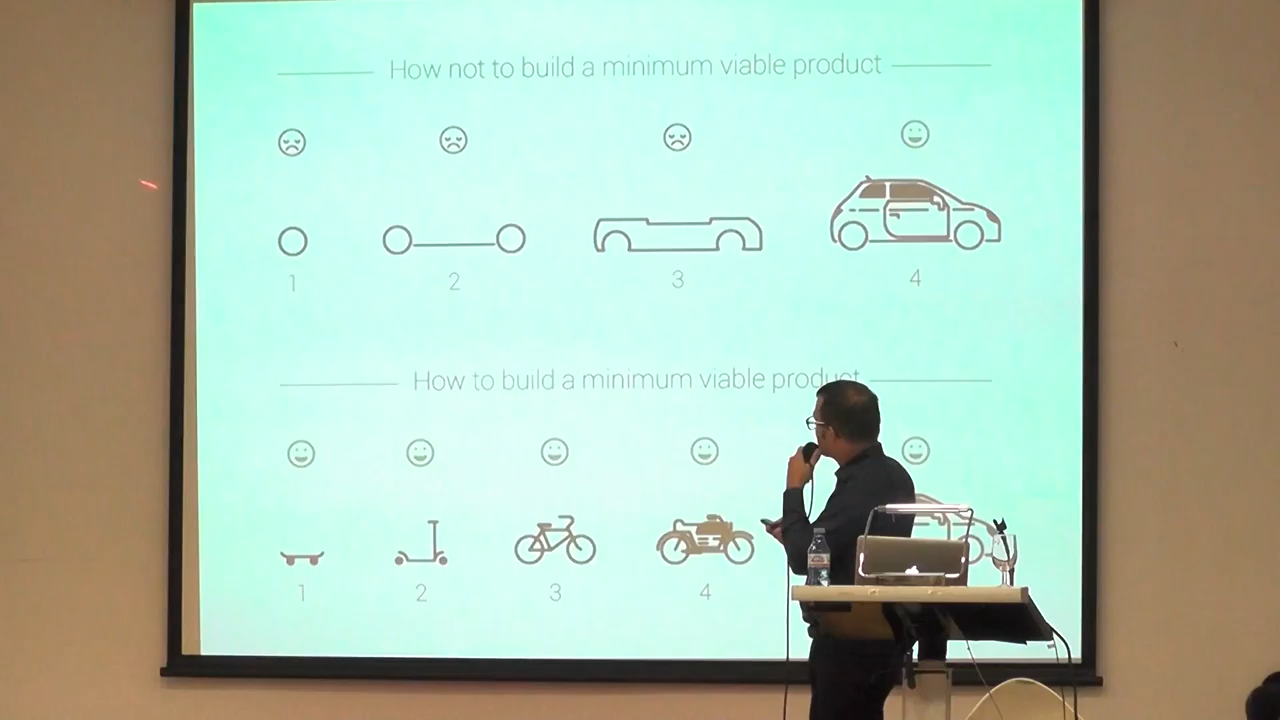 How not to build a minimum viable product
1 2 3 4
How to build a minimum viable product
1 2 3 4